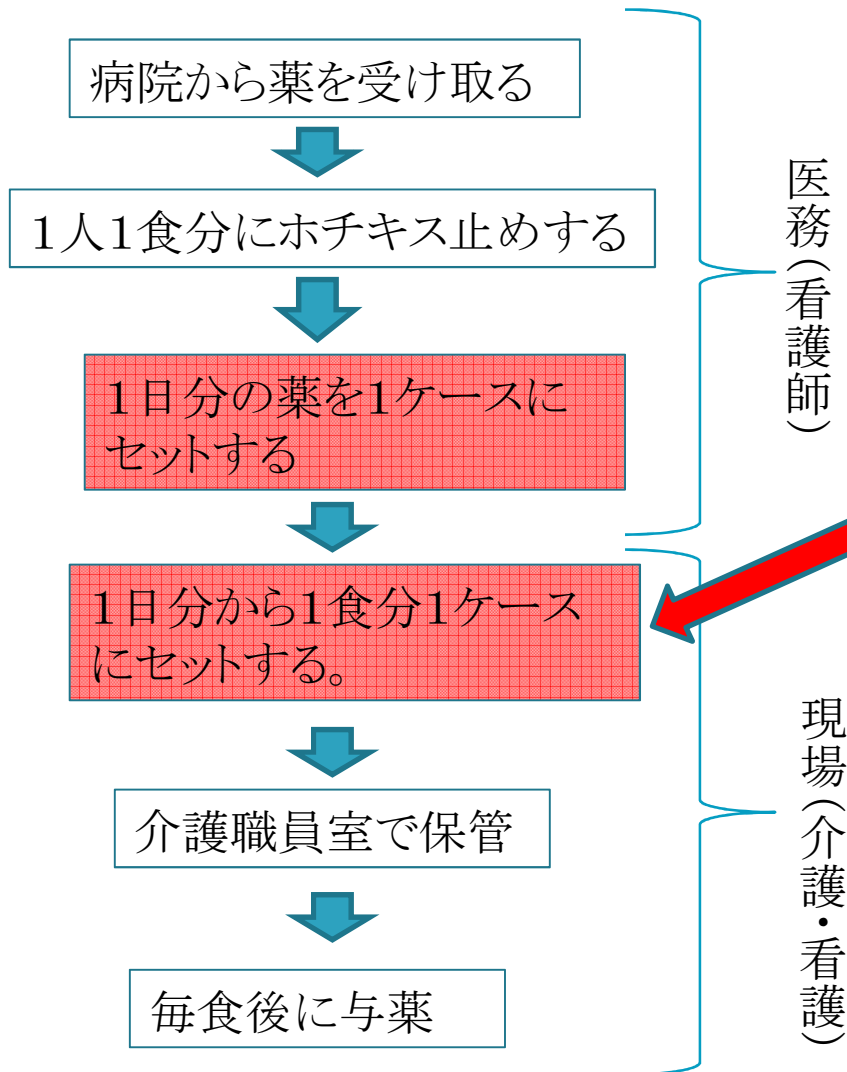 病院から薬を受け取る
１人１食分にホチキス止めする
１日分の薬を１ケースに
セットする
医務（看護師）
１日分から１食分１ケース
にセットする。
介護職員室で保管
毎食後に与薬
現場（介護・看護）